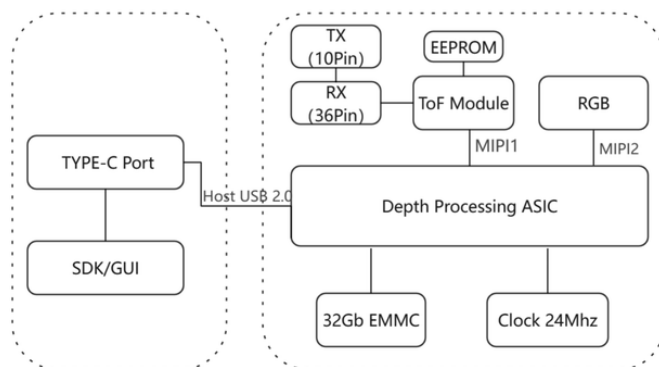 TX
(10Pin)
EEPROM
RX
(36Pin)
ToF Module
RGB
MIPI1
MIPI2
TYPE-C Port
Host USB 2.0
Depth Processing ASIC
SDK/GUI
32Gb EMMC
Clock 24Mhz